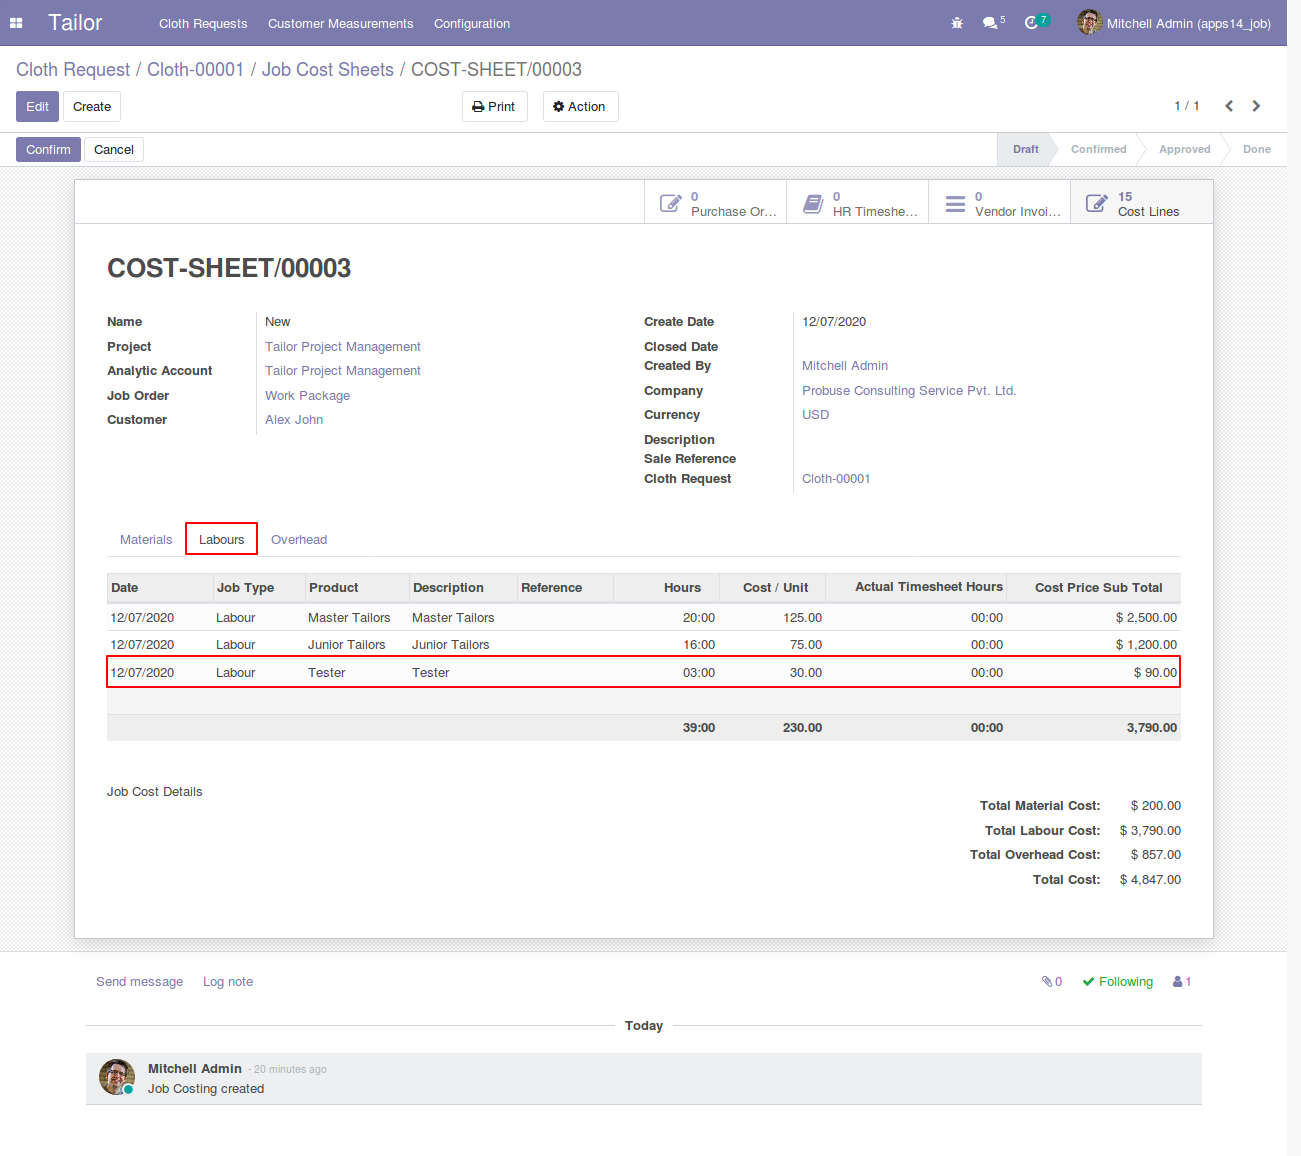 Tailor Cloth Requests Customer Measurements Configuration 5 7 Mitchell Admin (apps14_job)
Cloth Request / Cloth-00001 / Job Cost Sheets / COST-SHEET/00003
Edit Create Print Action 1 / 1
Confirm Cancel Draft Confirmed Approved Done
0 Purchase Or...
0 HR Timeshe...
0 Vendor Invoi...
15 Cost Lines
COST-SHEET/00003
Name New
Project Tailor Project Management
Analytic Account Tailor Project Management
Job Order Work Package
Customer Alex John
Create Date 12/07/2020
Closed Date
Created By Mitchell Admin
Company Probuse Consulting Service Pvt. Ltd.
Currency USD
Description
Sale Reference
Cloth Request Cloth-00001
Materials Labours Overhead
Date Job Type Product Description Reference Hours Cost / Unit Actual Timesheet Hours Cost Price Sub Total
12/07/2020 Labour Master Tailors Master Tailors 20:00 125.00 00:00 $ 2,500.00
12/07/2020 Labour Junior Tailors Junior Tailors 16:00 75.00 00:00 $ 1,200.00
12/07/2020 Labour Tester Tester 03:00 30.00 00:00 $ 90.00
39:00 230.00 00:00 3,790.00
Job Cost Details
Total Material Cost: $ 200.00
Total Labour Cost: $ 3,790.00
Total Overhead Cost: $ 857.00
Total Cost: $ 4,847.00
Send message Log note 0 Following 1
Today
Mitchell Admin - 20 minutes ago
Job Costing created